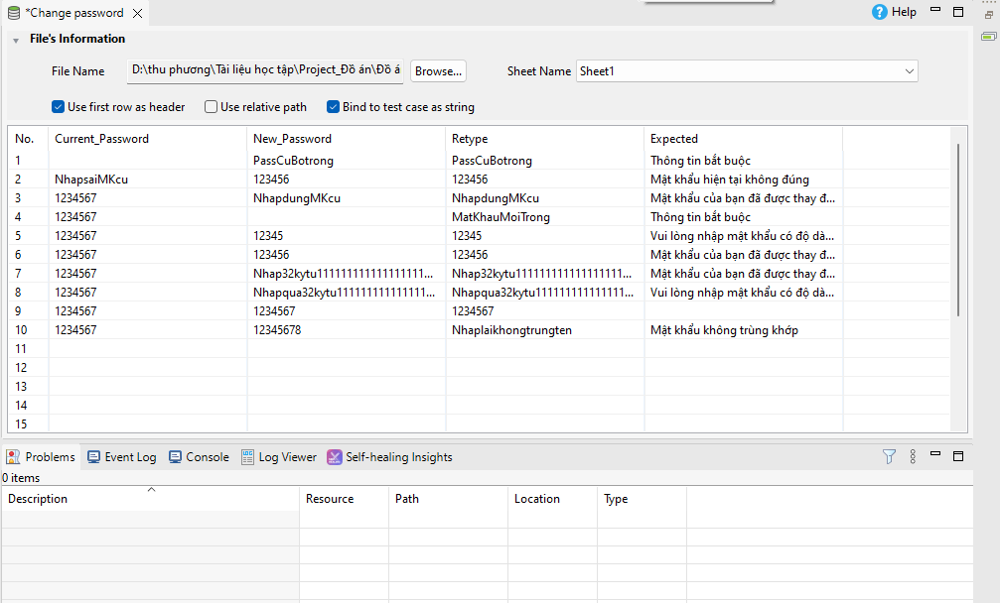 *Change password
Help
File's Information
File Name D:\thu phương\Tài liệu học tập\Project_Đồ án\Đồ á Browse... Sheet Name Sheet1
Use first row as header Use relative path Bind to test case as string
No. Current_Password New_Password Retype Expected
1 PassCuBotrong PassCuBotrong Thông tin bắt buộc
2 NhapsaiMKcu 123456 123456 Mật khẩu hiện tại không đúng
3 1234567 NhapdungMKcu NhapdungMKcu Mật khẩu của bạn đã được thay đ...
4 1234567 MatKhauMoiTrong Thông tin bắt buộc
5 1234567 12345 12345 Vui lòng nhập mật khẩu có độ dà...
6 1234567 123456 123456 Mật khẩu của bạn đã được thay đ...
7 1234567 Nhap32kytu111111111111111111... Nhap32kytu111111111111111111... Mật khẩu của bạn đã được thay đ...
8 1234567 Nhapqua32kytu111111111111111... Nhapqua32kytu111111111111111... Vui lòng nhập mật khẩu có độ dà...
9 1234567 1234567 1234567
10 1234567 12345678 Nhaplaikhongtrungten Mật khẩu không trùng khớp
11
12
13
14
15
Problems Event Log Console Log Viewer Self-healing Insights
0 items
Description Resource Path Location Type